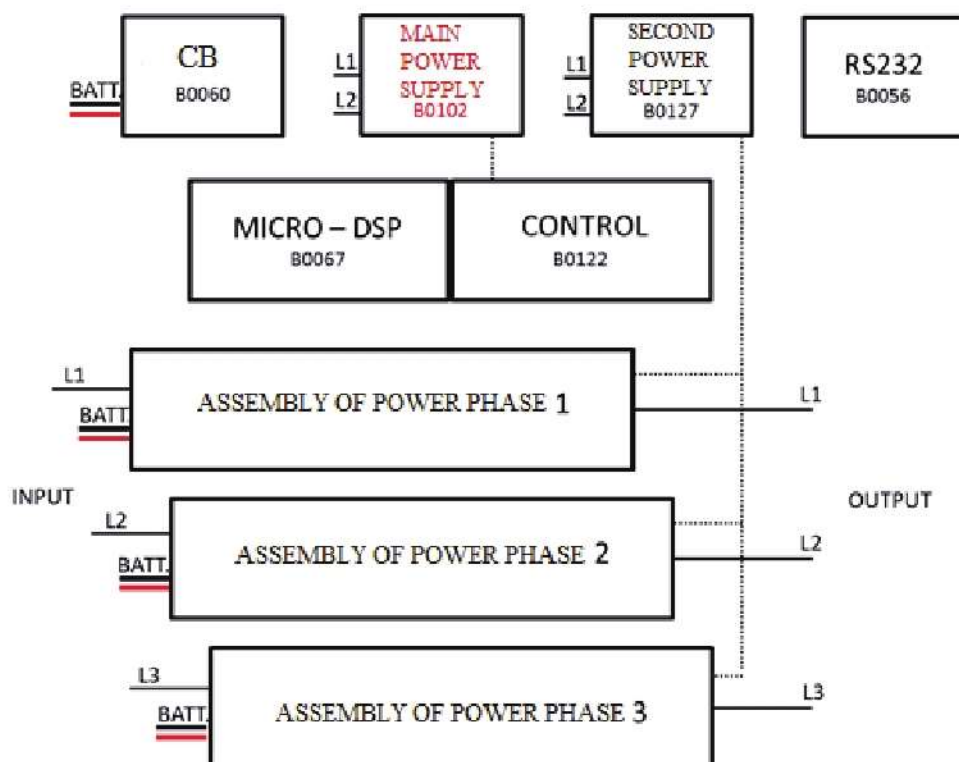 CB
B0060
BATT.
MAIN
POWER
SUPPLY
B0102
L1
L2
SECOND
POWER
SUPPLY
B0127
L1
L2
RS232
B0056
MICRO – DSP
B0067
CONTROL
B0122
L1
BATT.
ASSEMBLY OF POWER PHASE 1
L1
INPUT
OUTPUT
L2
BATT.
ASSEMBLY OF POWER PHASE 2
L2
L3
BATT.
ASSEMBLY OF POWER PHASE 3
L3